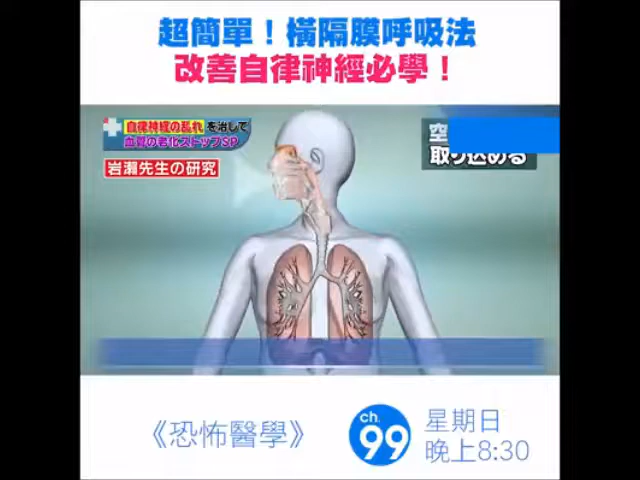 超簡單！橫隔膜呼吸法
改善自律神經必學！
自律神経の乱れを治して
血管の老化ストップSP
岩瀬先生の研究
空
取り込める
《恐怖醫學》
ch.
99
星期日
晚上8:30